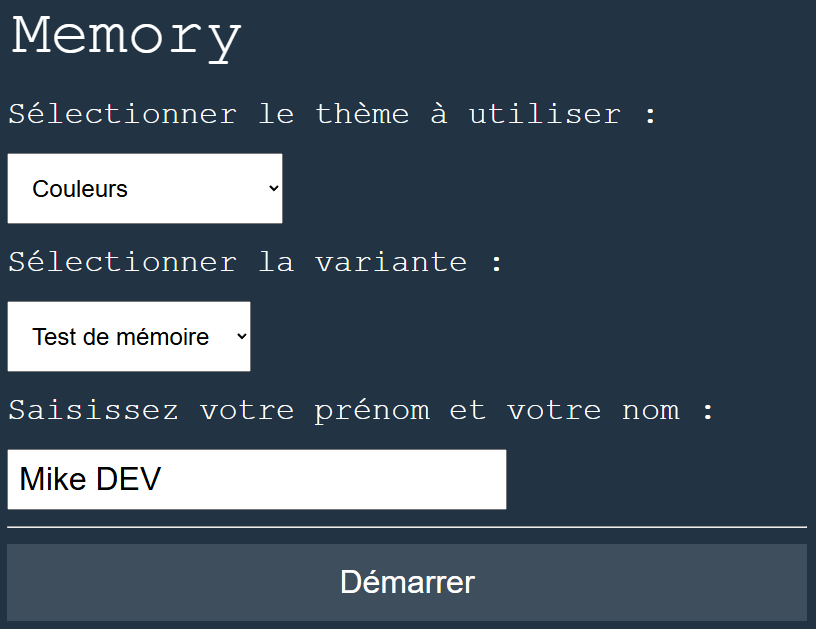 Memory
Sélectionner le thème à utiliser :
Couleurs
Sélectionner la variante :
Test de mémoire
Saisissez votre prénom et votre nom :
Mike DEV
Démarrer